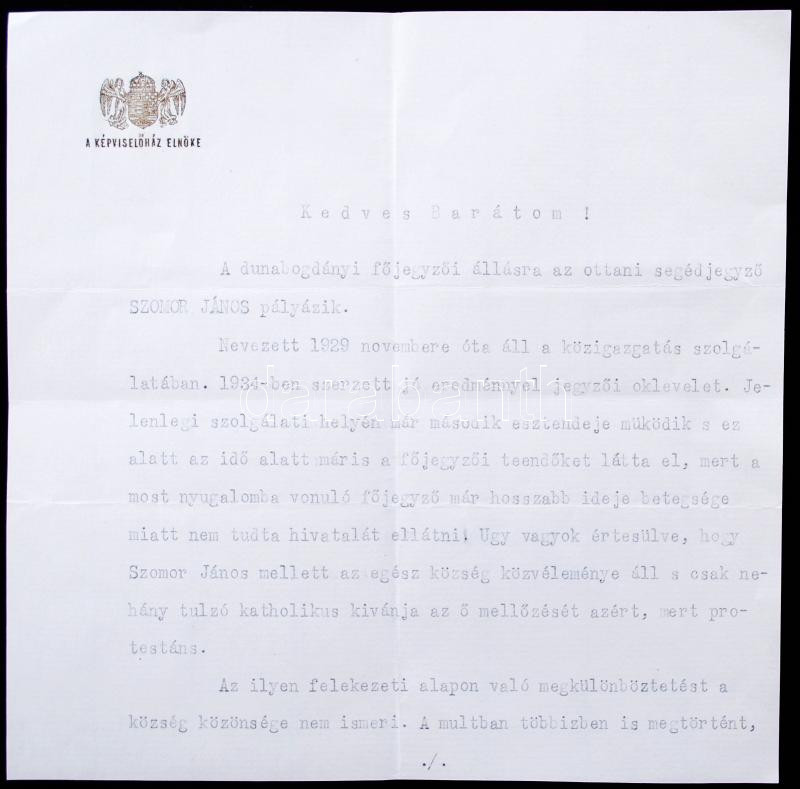 A KÉPVISELŐHÁZ ELNÖKE
Kedves Barátom !
A dunabogdányi főjegyzői állásra az ottani segédjegyző
SZOMOR JÁNOS pályázik.
Nevezett 1929 novembere óta áll a közigazgatás szolgá-
latában. 1934-ben szerzett jó eredménnyel jegyzői oklevelet. Je-
lenlegi szolgálati helyén már második esztendeje müködik s ez
alatt az idő alatt máris a főjegyzői teendőket látta el, mert a
most nyugalomba vonuló főjegyző már hosszabb ideje betegsége
miatt nem tudta hivatalát ellátni. Ugy vagyok értesülve, hogy
Szomor János mellett az egész község közvéleménye áll s csak ne-
hány tulzó katholikus kivánja az ő mellőzését azért, mert pro-
testáns.
Az ilyen felekezeti alapon való megkülönböztetést a
község közönsége nem ismeri. A multban többizben is megtörtént,
./.
darabanth